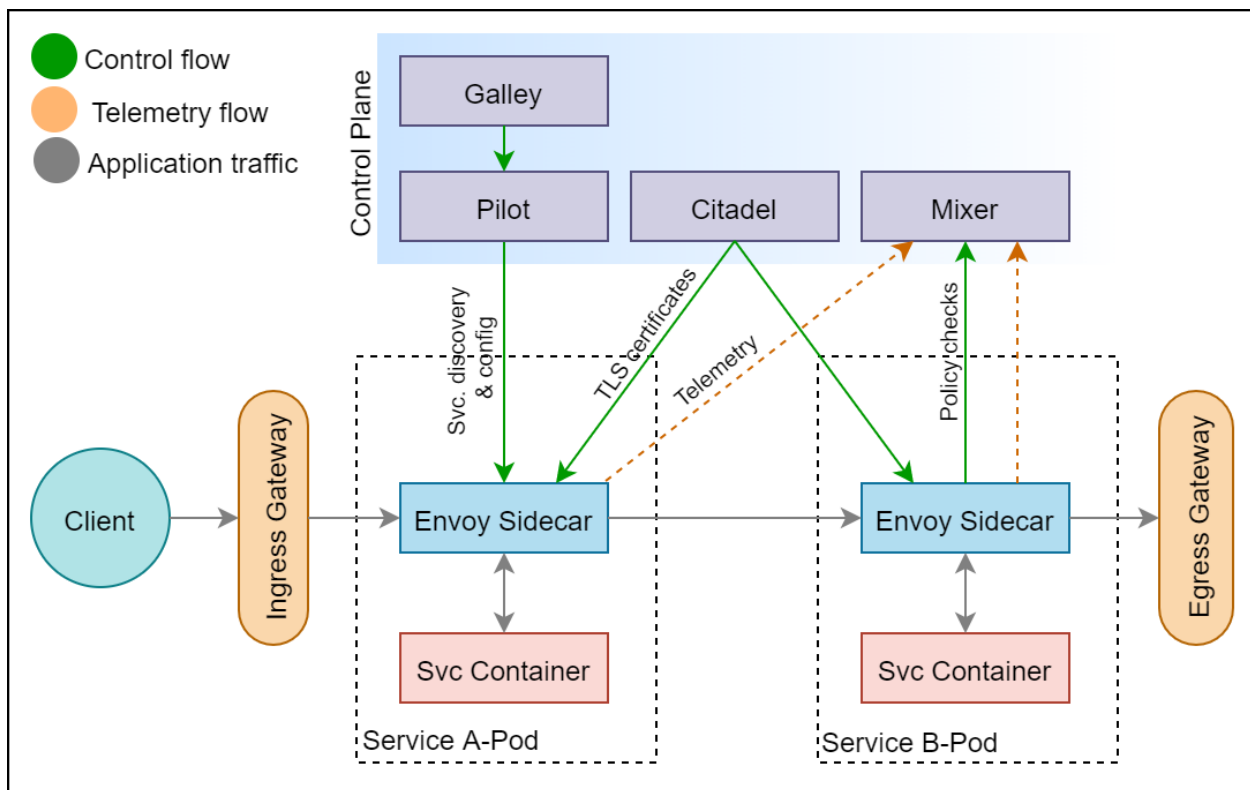 Control flow
Telemetry flow
Application traffic
Control Plane
Galley
Pilot
Citadel
Mixer
Svc. discovery
& config
TLS certificates
Telemetry
Policy checks
Client
Ingress Gateway
Envoy Sidecar
Envoy Sidecar
Egress Gateway
Svc Container
Svc Container
Service A-Pod
Service B-Pod